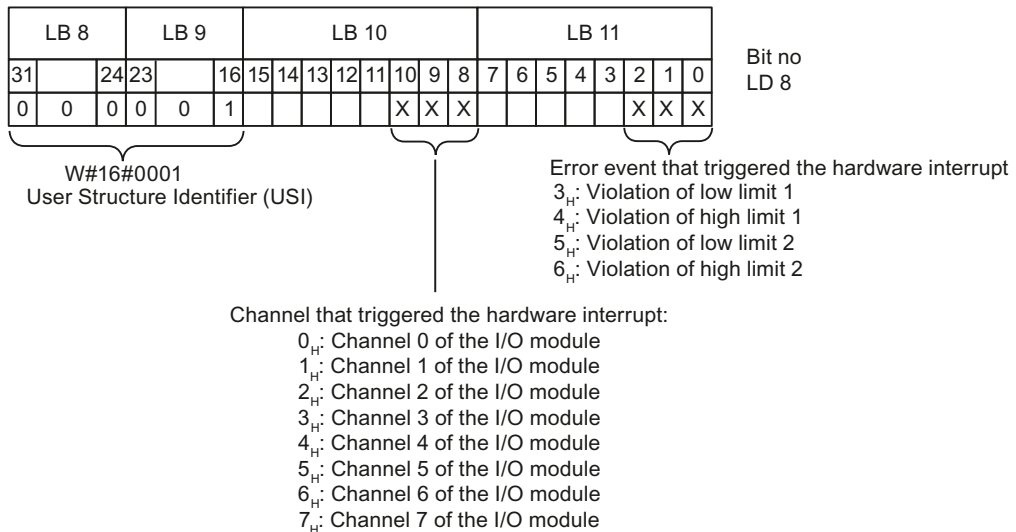 LB 8 LB 9 LB 10 LB 11
Bit no
LD 8
31 24 23 16 15 14 13 12 11 10 9 8 7 6 5 4 3 2 1 0
0 0 0 0 0 1 X X X X X X
W#16#0001
User Structure Identifier (USI)
Error event that triggered the hardware interrupt
3H: Violation of low limit 1
4H: Violation of high limit 1
5H: Violation of low limit 2
6H: Violation of high limit 2
Channel that triggered the hardware interrupt:
0H: Channel 0 of the I/O module
1H: Channel 1 of the I/O module
2H: Channel 2 of the I/O module
3H: Channel 3 of the I/O module
4H: Channel 4 of the I/O module
5H: Channel 5 of the I/O module
6H: Channel 6 of the I/O module
7H: Channel 7 of the I/O module